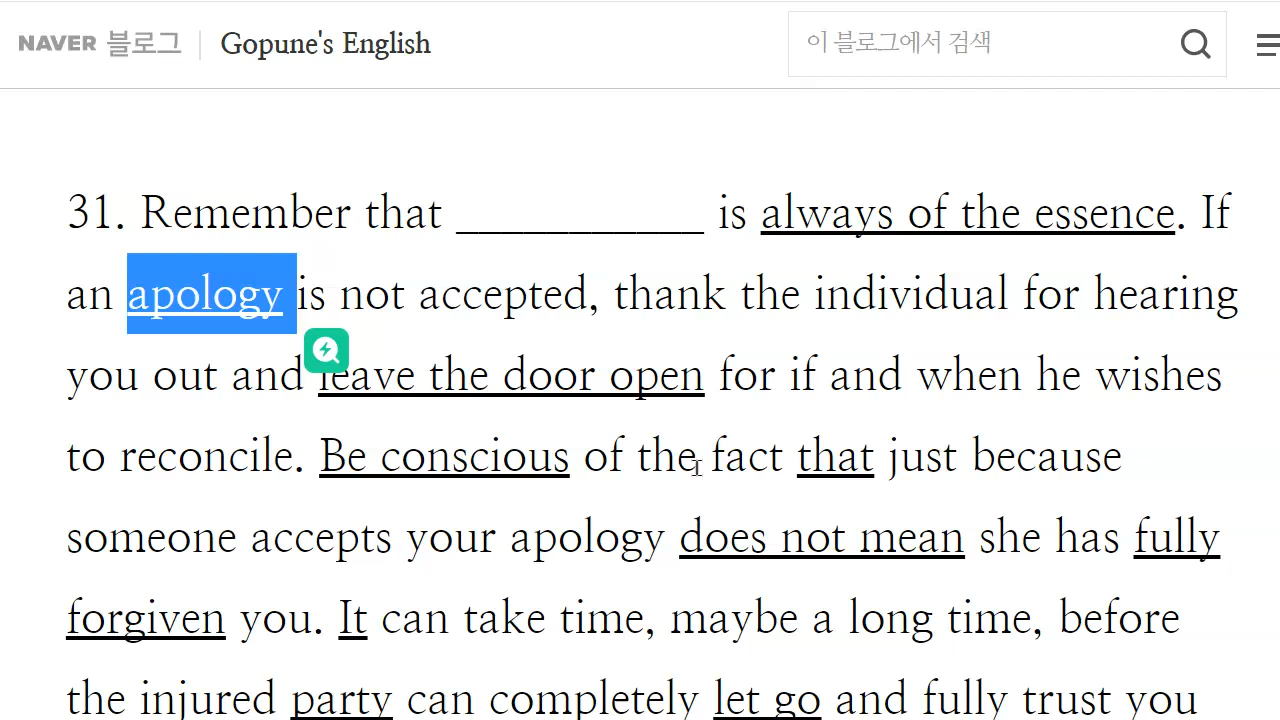 NAVER 블로그 Gopune's English 이 블로그에서 검색
31. Remember that ___________ is always of the essence. If
an apology is not accepted, thank the individual for hearing
you out and leave the door open for if and when he wishes
to reconcile. Be conscious of the fact that just because
someone accepts your apology does not mean she has fully
forgiven you. It can take time, maybe a long time, before
the injured party can completely let go and fully trust you